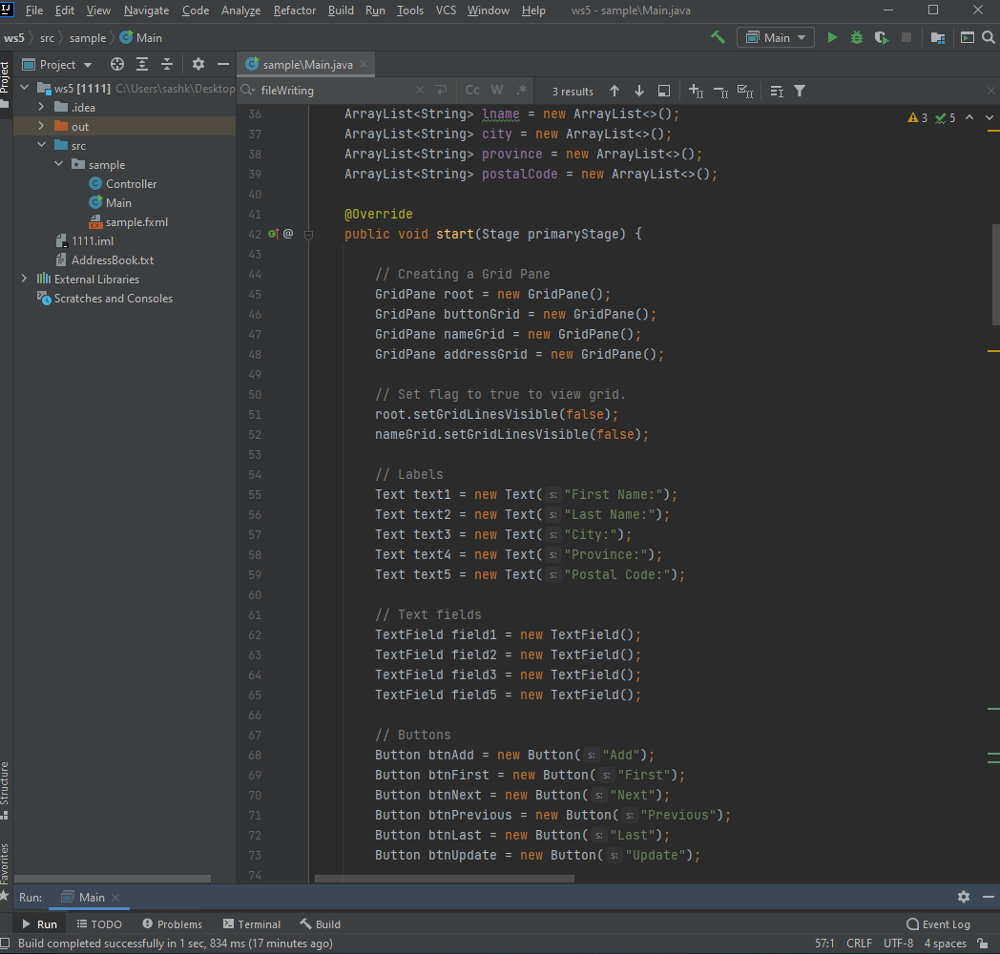 File Edit View Navigate Code Analyze Refactor Build Run Tools VCS Window Help ws5 - sample\Main.java
ws5 src sample Main Main
Project sample\Main.java
ws5 [1111] C:\Users\sashk\Desktop fileWriting Cc W .* 3 results
.idea
out
src
sample
Controller
Main
sample.fxml
1111.iml
AddressBook.txt
External Libraries
Scratches and Consoles
Project
Structure
Favorites
3 5
36 ArrayList<String> lname = new ArrayList<>();
37 ArrayList<String> city = new ArrayList<>();
38 ArrayList<String> province = new ArrayList<>();
39 ArrayList<String> postalCode = new ArrayList<>();
40
41 @Override
42 @ public void start(Stage primaryStage) {
43
44 // Creating a Grid Pane
45 GridPane root = new GridPane();
46 GridPane buttonGrid = new GridPane();
47 GridPane nameGrid = new GridPane();
48 GridPane addressGrid = new GridPane();
49
50 // Set flag to true to view grid.
51 root.setGridLinesVisible(false);
52 nameGrid.setGridLinesVisible(false);
53
54 // Labels
55 Text text1 = new Text( s: "First Name:");
56 Text text2 = new Text( s: "Last Name:");
57 Text text3 = new Text( s: "City:");
58 Text text4 = new Text( s: "Province:");
59 Text text5 = new Text( s: "Postal Code:");
60
61 // Text fields
62 TextField field1 = new TextField();
63 TextField field2 = new TextField();
64 TextField field3 = new TextField();
65 TextField field5 = new TextField();
66
67 // Buttons
68 Button btnAdd = new Button( s: "Add");
69 Button btnFirst = new Button( s: "First");
70 Button btnNext = new Button( s: "Next");
71 Button btnPrevious = new Button( s: "Previous");
72 Button btnLast = new Button( s: "Last");
73 Button btnUpdate = new Button( s: "Update");
74
Run: Main
Run TODO Problems Terminal Build Event Log
Build completed successfully in 1 sec, 834 ms (17 minutes ago) 57:1 CRLF UTF-8 4 spaces